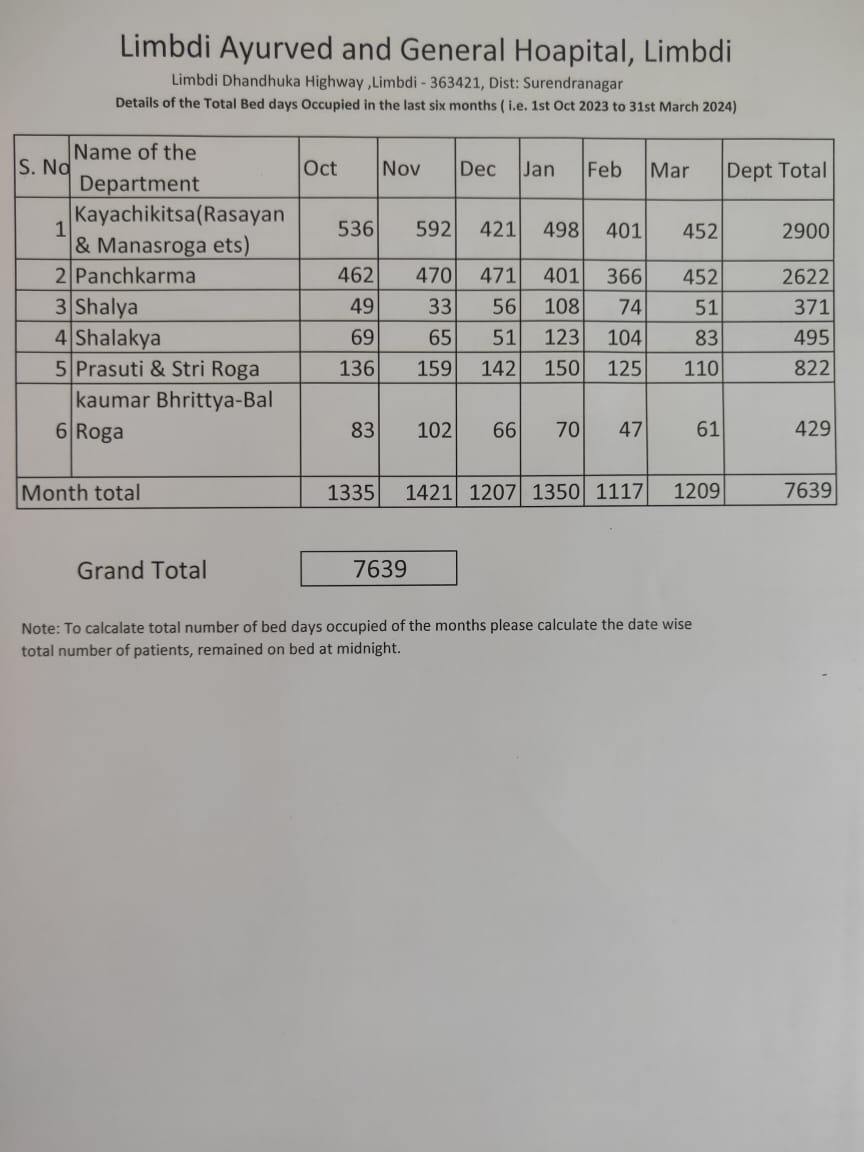 Limbdi Ayurved and General Hoapital, Limbdi
Limbdi Dhandhuka Highway ,Limbdi - 363421, Dist: Surendranagar
Details of the Total Bed days Occupied in the last six months ( i.e. 1st Oct 2023 to 31st March 2024)
S. No Name of the Department Oct Nov Dec Jan Feb Mar Dept Total
1 Kayachikitsa(Rasayan & Manasroga ets) 536 592 421 498 401 452 2900
2 Panchkarma 462 470 471 401 366 452 2622
3 Shalya 49 33 56 108 74 51 371
4 Shalakya 69 65 51 123 104 83 495
5 Prasuti & Stri Roga 136 159 142 150 125 110 822
6 kaumar Bhrittya-Bal Roga 83 102 66 70 47 61 429
Month total 1335 1421 1207 1350 1117 1209 7639
Grand Total 7639
Note: To calcalate total number of bed days occupied of the months please calculate the date wise
total number of patients, remained on bed at midnight.